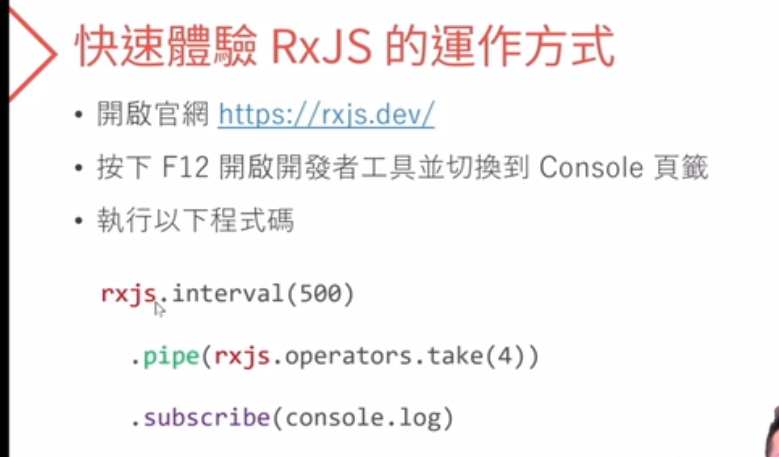 快速體驗 RxJS 的運作方式
• 開啟官網 https://rxjs.dev/
• 按下 F12 開啟開發者工具並切換到 Console 頁籤
• 執行以下程式碼
rxjs.interval(500)
.pipe(rxjs.operators.take(4))
.subscribe(console.log)